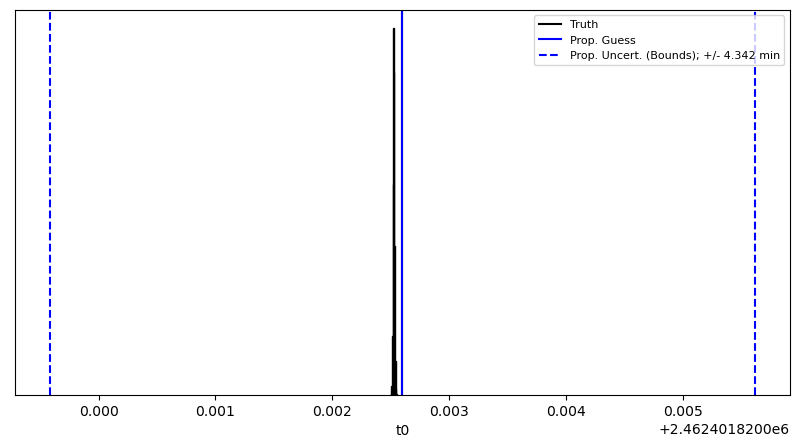 Truth
Prop. Guess
Prop. Uncert. (Bounds); +/- 4.342 min
0.000 0.001 0.002 0.003 0.004 0.005
t0
+2.4624018200e6